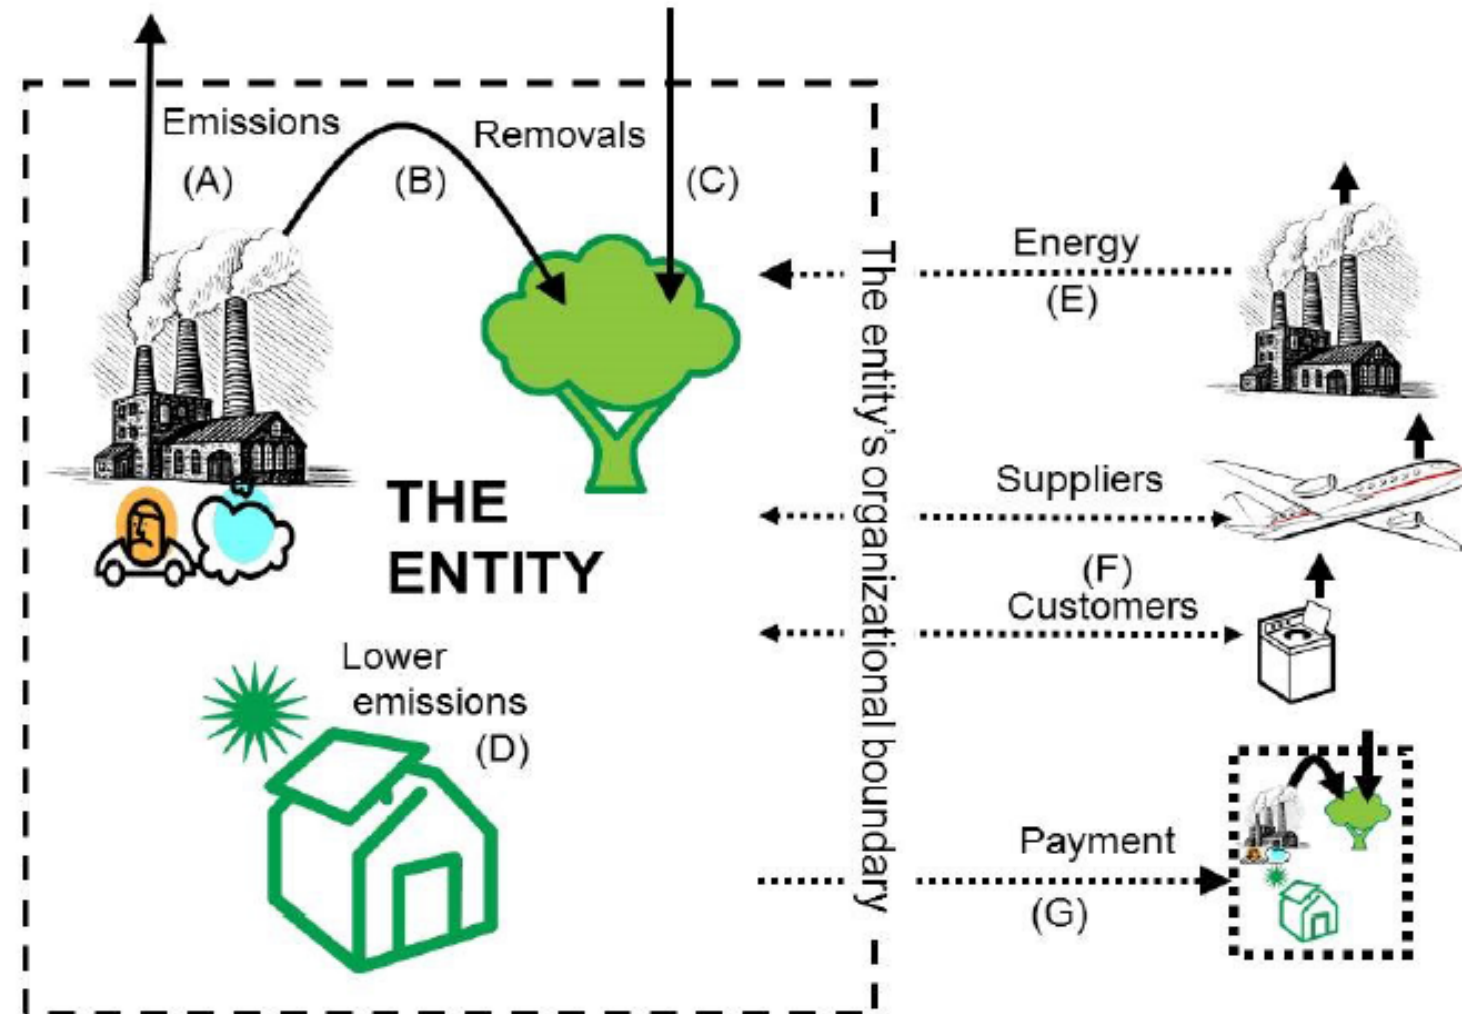 Emissions
(A)
(B)
Removals
(C)
THE
ENTITY
Lower
emissions
(D)
The entity's organizational boundary
Energy
(E)
Suppliers
(F)
Customers
Payment
(G)